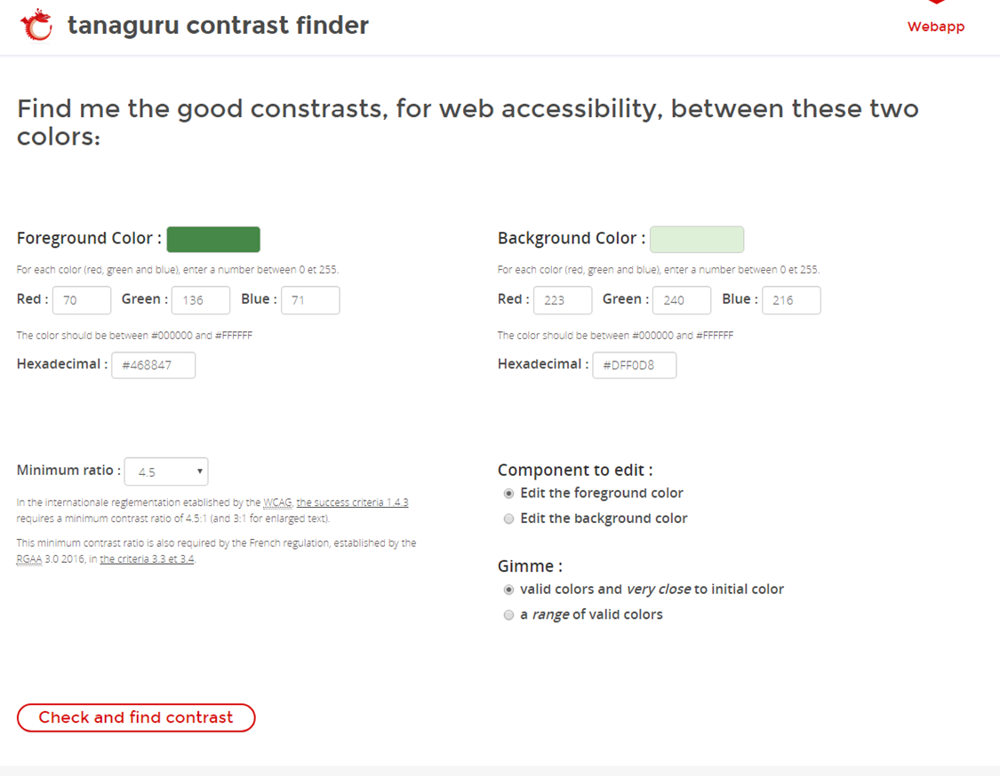 tanaguru contrast finder
Webapp
Find me the good constrasts, for web accessibility, between these two
colors:
Foreground Color :
For each color (red, green and blue), enter a number between 0 et 255.
Red : 70 Green : 136 Blue : 71
The color should be between #000000 and #FFFFFF
Hexadecimal : #468847
Background Color :
For each color (red, green and blue), enter a number between 0 et 255.
Red : 223 Green : 240 Blue : 216
The color should be between #000000 and #FFFFFF
Hexadecimal : #DFF0D8
Minimum ratio : 4.5
In the internationale reglementation etablished by the WCAG, the success criteria 1.4.3
requires a minimum contrast ratio of 4.5:1 (and 3:1 for enlarged text).
This minimum contrast ratio is also required by the French regulation, established by the
RGAA 3.0 2016, in the criteria 3.3 et 3.4.
Component to edit :
Edit the foreground color
Edit the background color
Gimme :
valid colors and very close to initial color
a range of valid colors
Check and find contrast